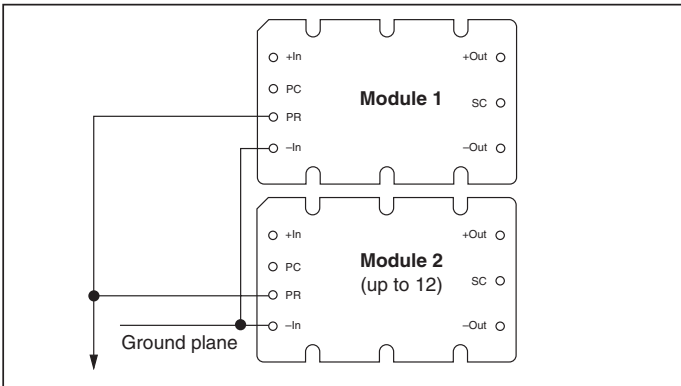 +In
+Out
PC
Module 1
SC
PR
–In
–Out
+In
+Out
PC
Module 2
(up to 12)
SC
PR
–In
–Out
Ground plane